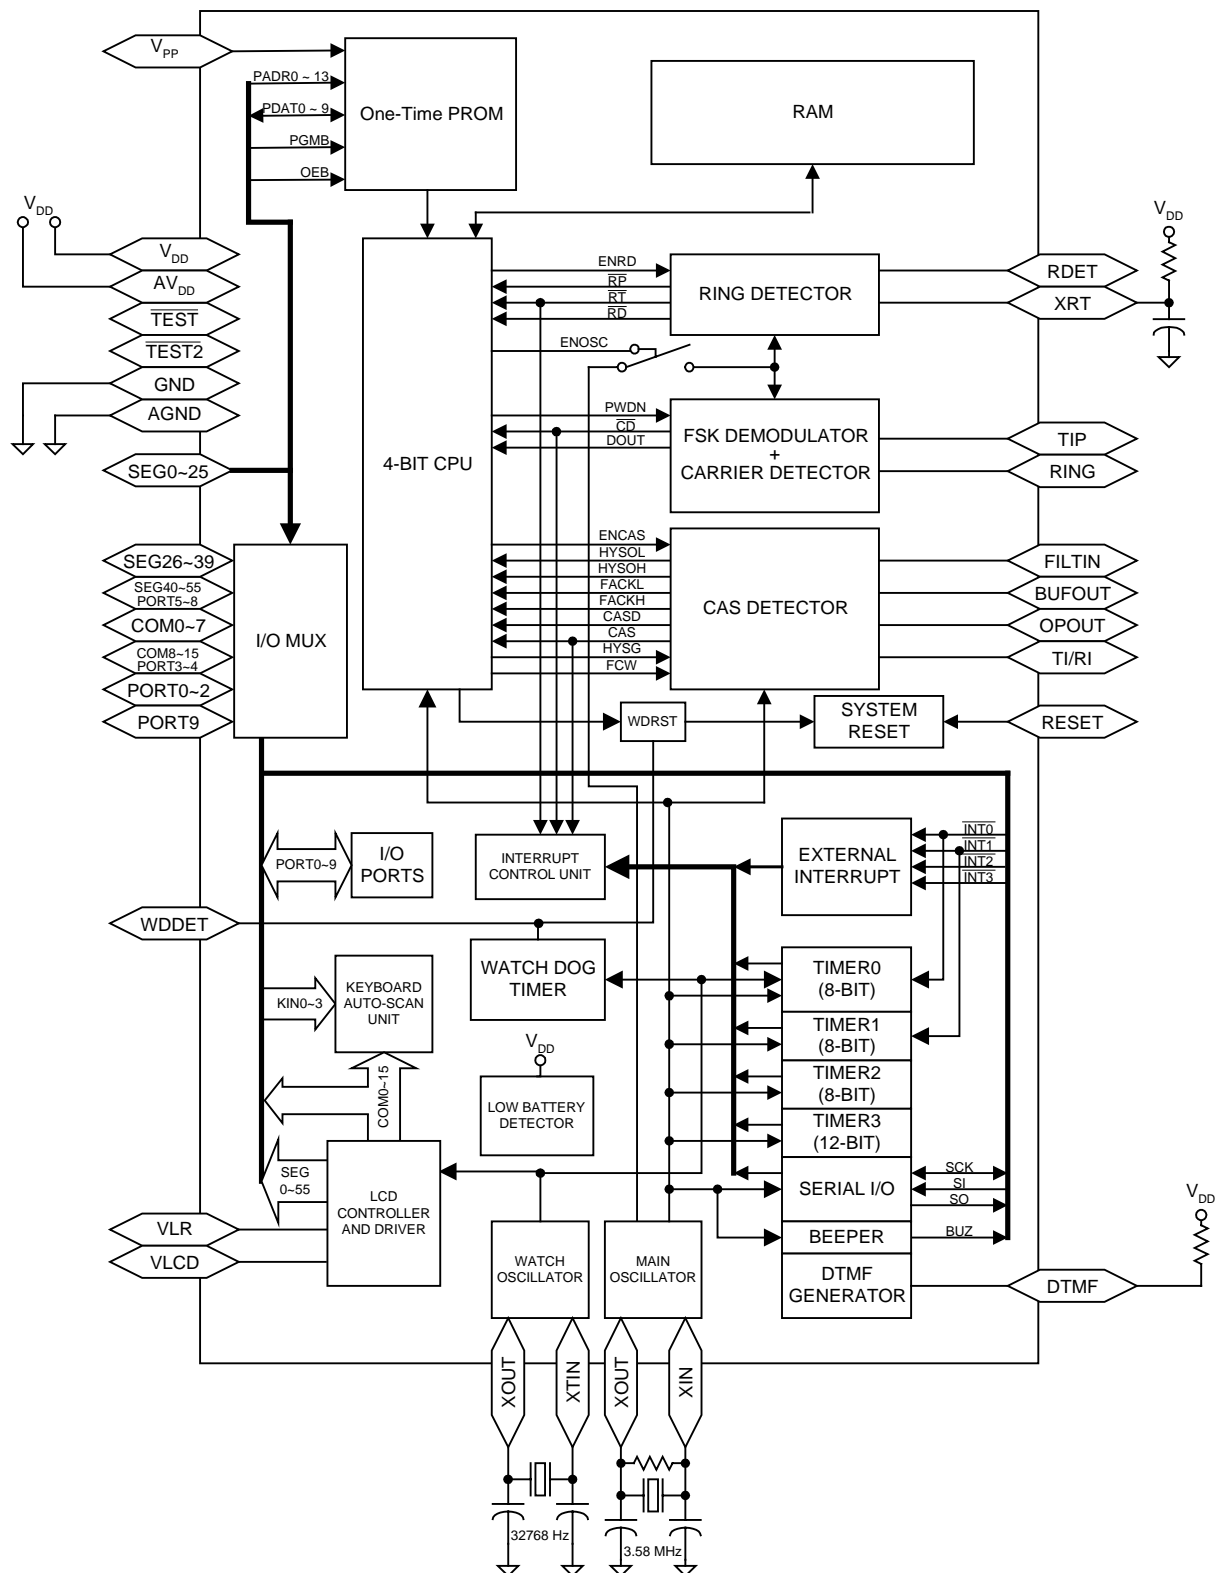 V_PP
PADR0 ~ 13
PDAT0 ~ 9
PGMB
OEB
One-Time PROM
RAM
V_DD
V_DD
V_DD
AV_DD
TEST
TEST2
GND
AGND
SEG0~25
4-BIT CPU
ENRD
RP
RT
RD
RING DETECTOR
RDET
XRT
ENOSC
PWDN
CD
DOUT
FSK DEMODULATOR
+
CARRIER DETECTOR
TIP
RING
SEG26~39
SEG40~55
PORT5~8
COM0~7
COM8~15
PORT3~4
PORT0~2
PORT9
I/O MUX
ENCAS
HYSOL
HYSOH
FACKL
FACKH
CASD
CAS
HYSG
FCW
CAS DETECTOR
FILTIN
BUFOUT
OPOUT
TI/RI
WDRST
SYSTEM
RESET
RESET
PORT0~9
I/O
PORTS
INTERRUPT
CONTROL UNIT
EXTERNAL
INTERRUPT
INT0
INT1
INT2
INT3
WDDET
WATCH DOG
TIMER
KIN0~3
KEYBOARD
AUTO-SCAN
UNIT
TIMER0
(8-BIT)
TIMER1
(8-BIT)
TIMER2
(8-BIT)
TIMER3
(12-BIT)
V_DD
LOW BATTERY
DETECTOR
COM0~15
SEG
0~55
LCD
CONTROLLER
AND DRIVER
SERIAL I/O
SCK
SI
SO
BEEPER
BUZ
V_DD
VLR
VLCD
WATCH
OSCILLATOR
MAIN
OSCILLATOR
DTMF
GENERATOR
DTMF
XOUT
XTIN
XOUT
XIN
32768 Hz
3.58 MHz